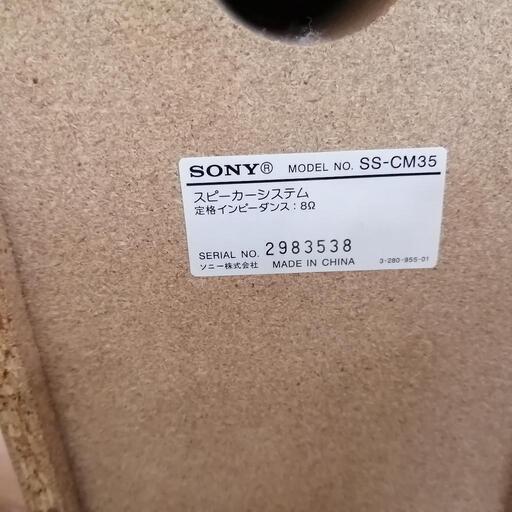 SONY® MODEL NO. SS-CM35
スピーカーシステム
定格インピーダンス：8Ω
SERIAL NO. 2983538
ソニー株式会社 MADE IN CHINA 3-280-955-01